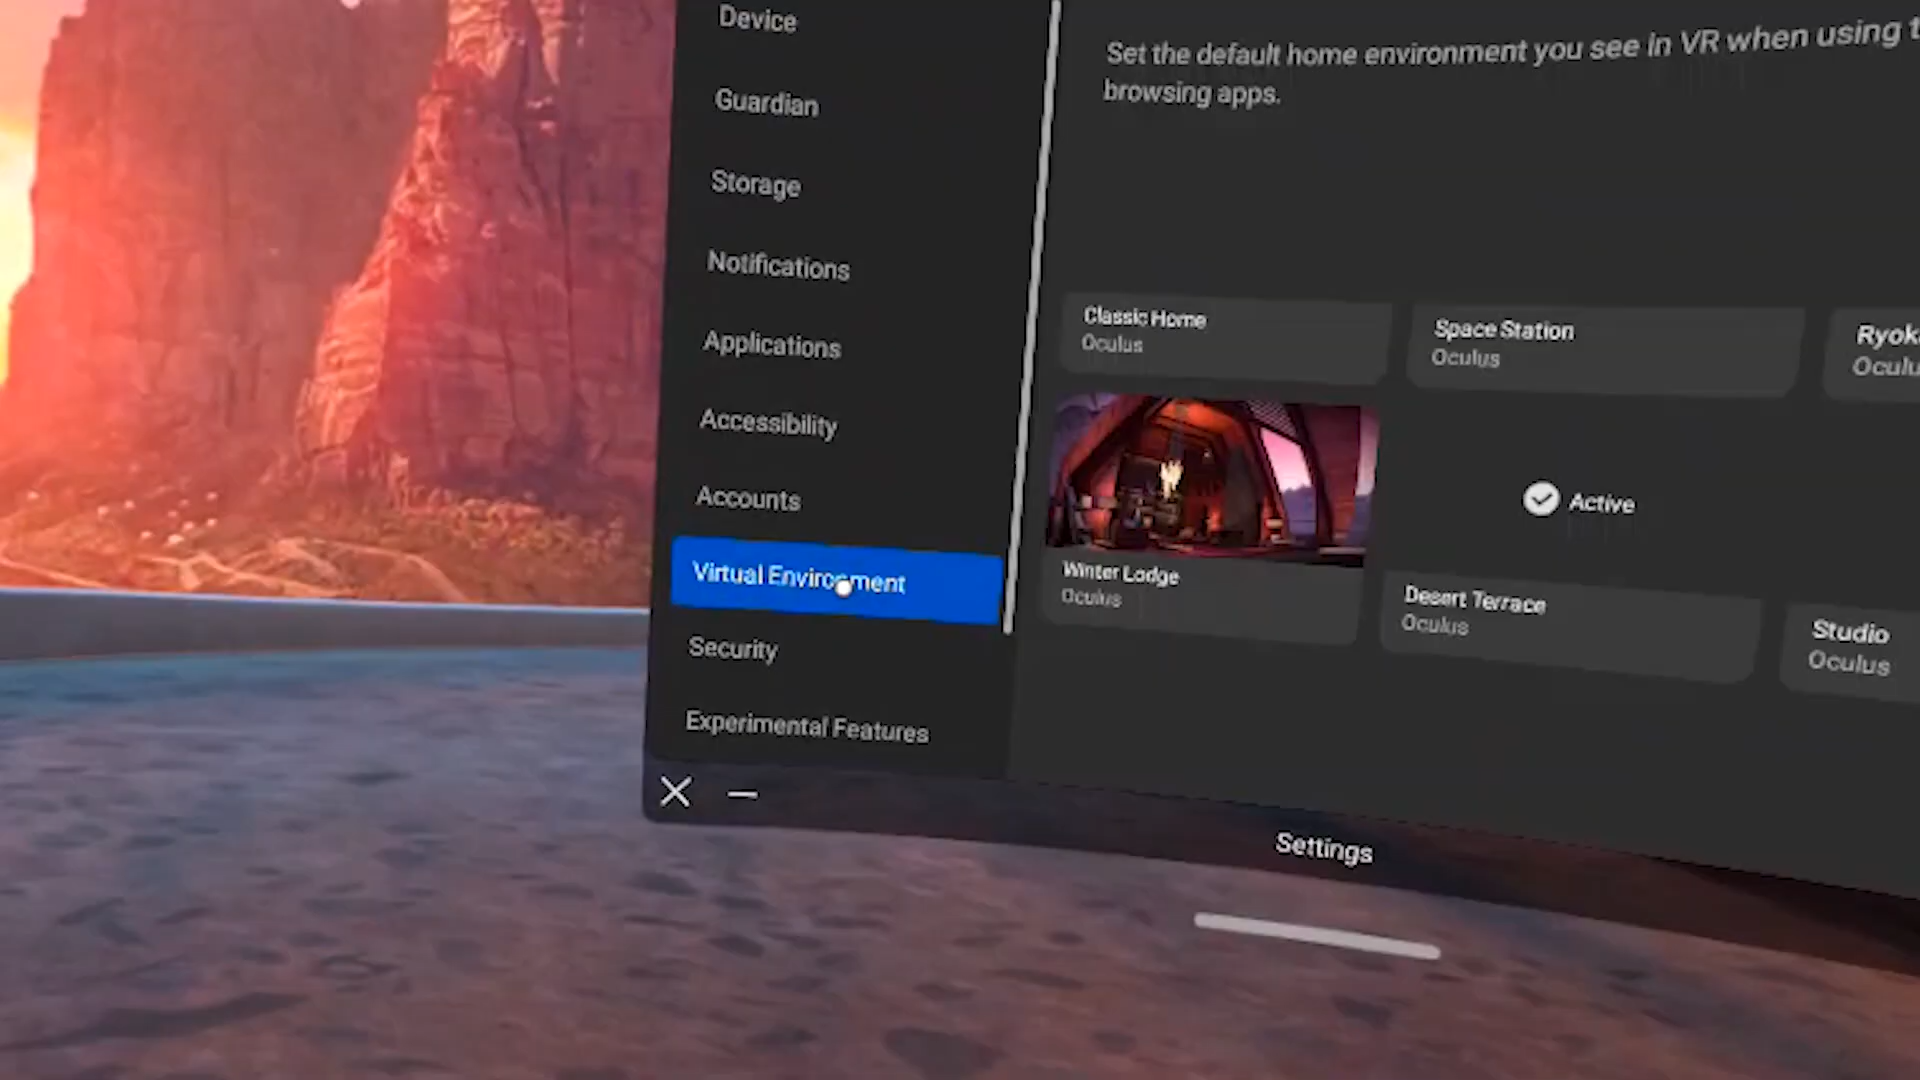 Device
Guardian
Storage
Notifications
Applications
Accessibility
Accounts
Virtual Environment
Security
Experimental Features
Set the default home environment you see in VR when using
browsing apps.
Classic Home
Oculus
Space Station
Oculus
Winter Lodge
Oculus
Active
Desert Terrace
Oculus
Studio
Oculus
Settings